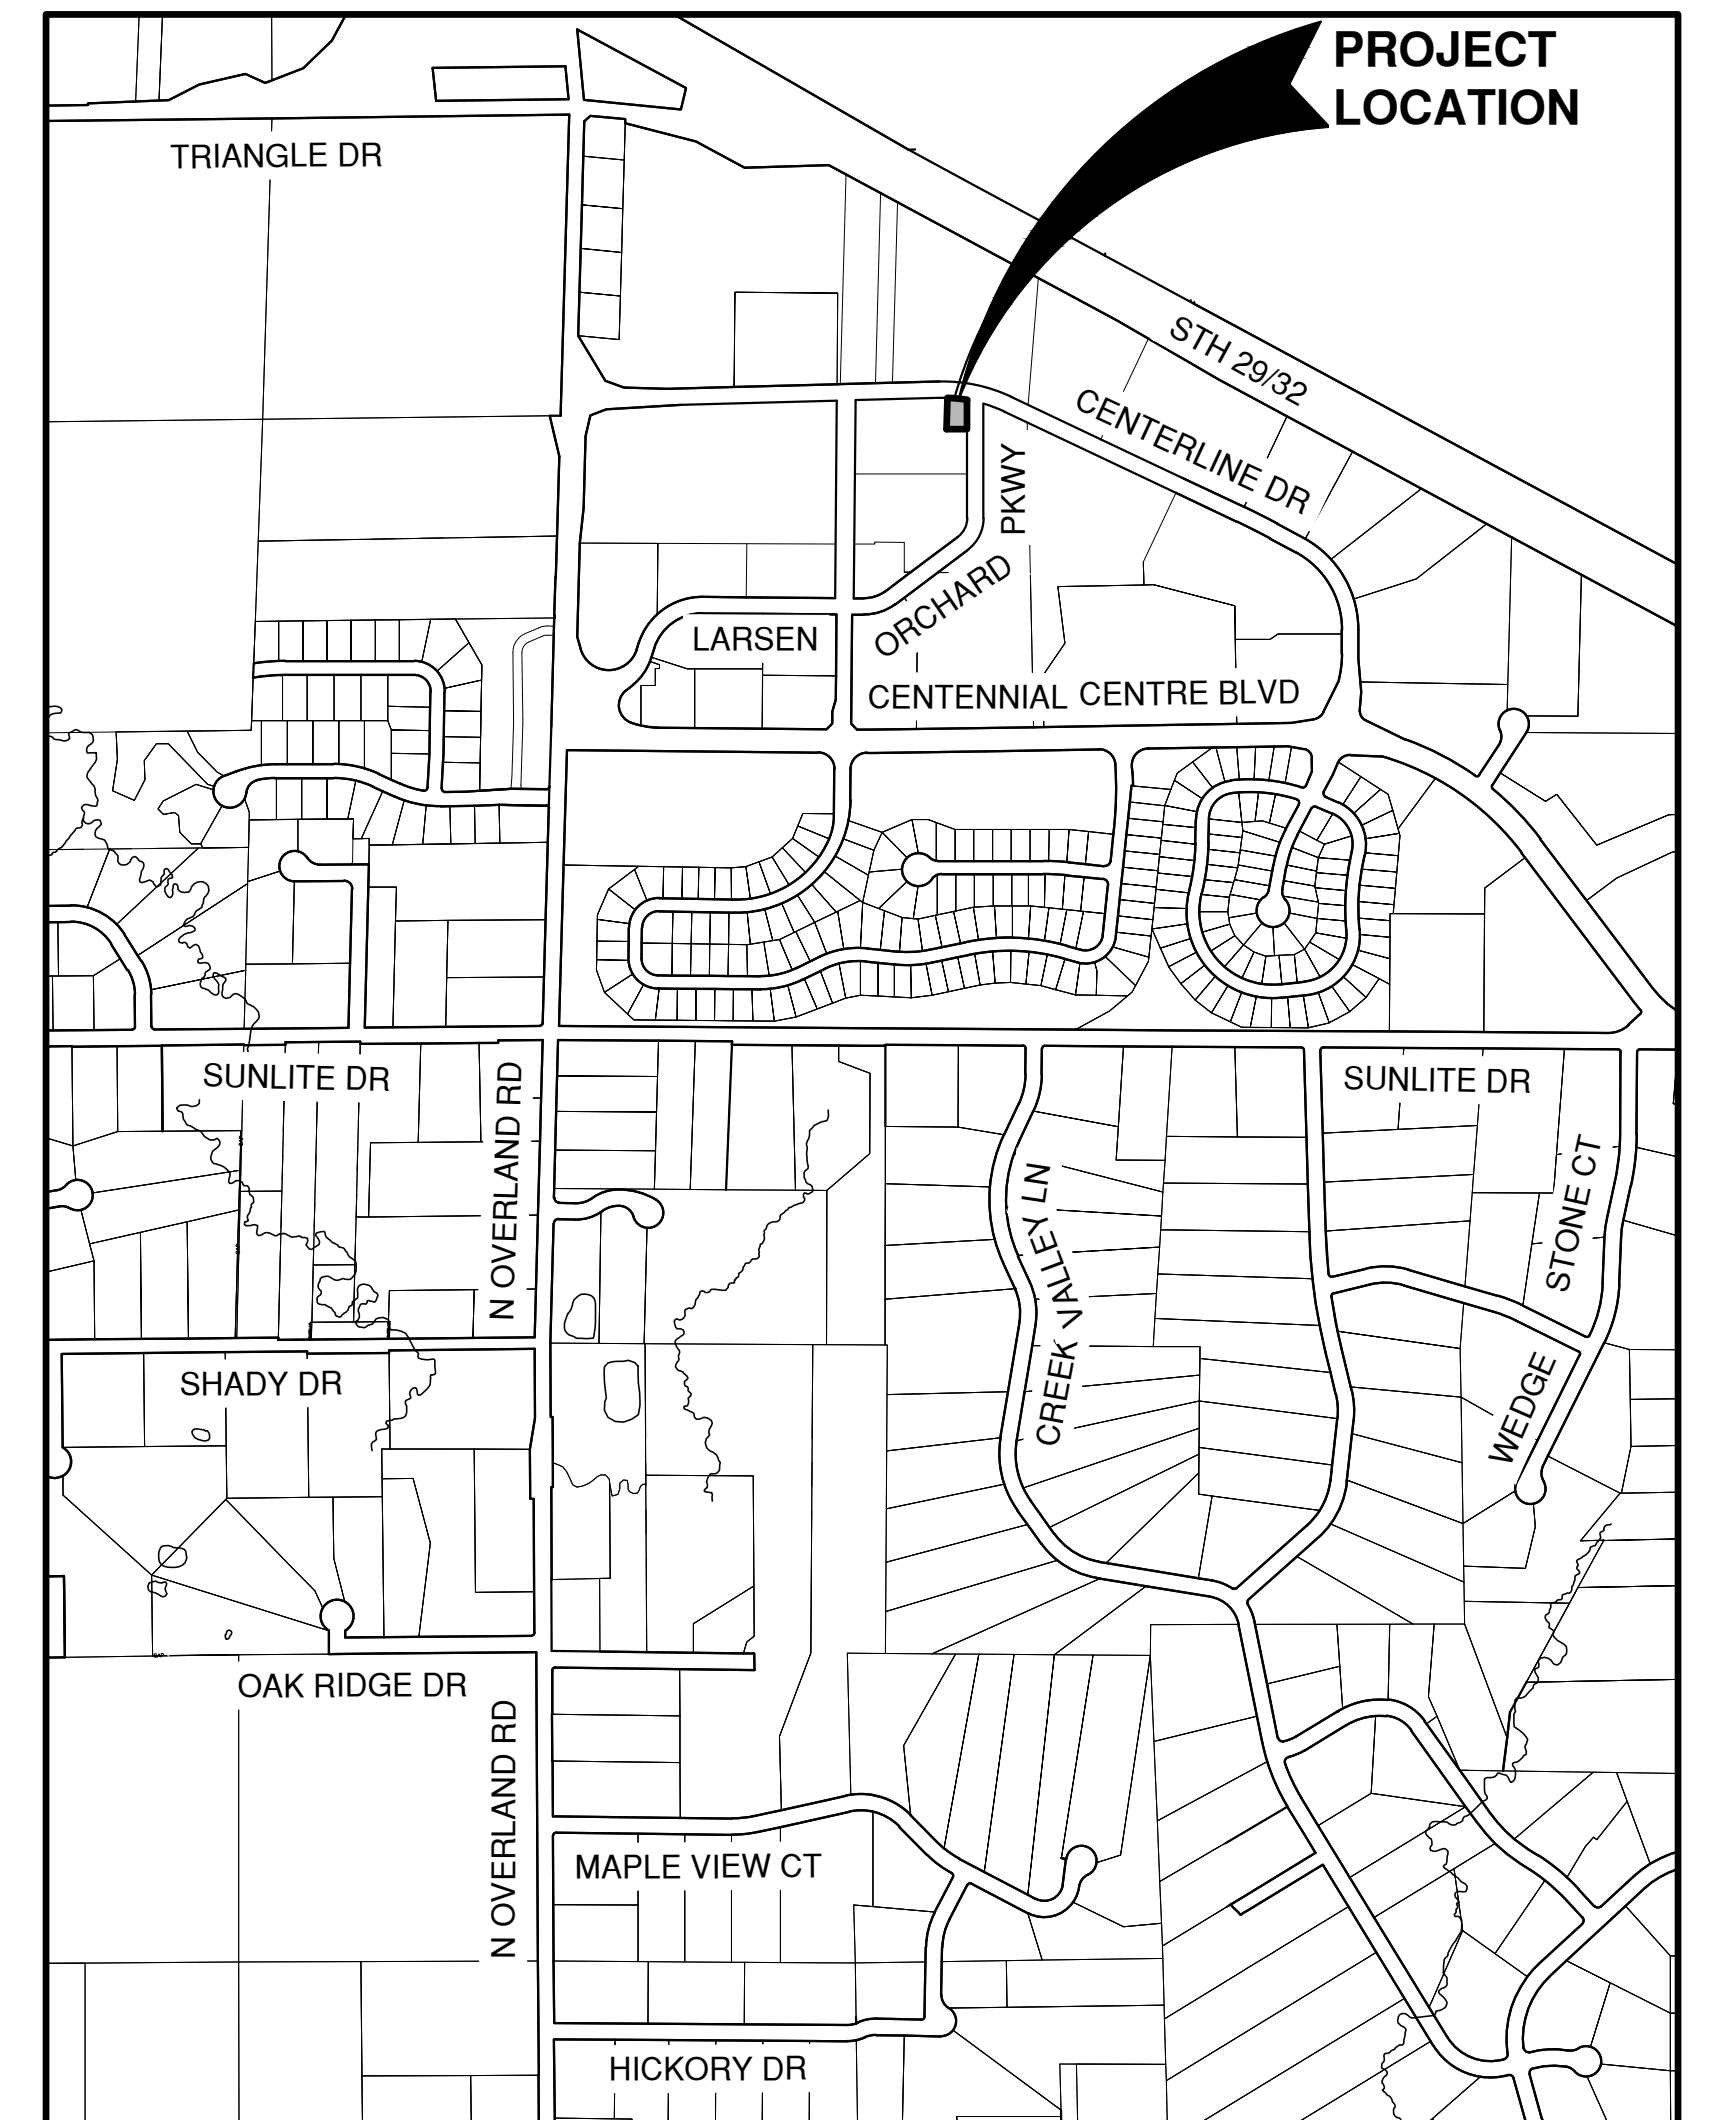 PROJECT
LOCATION
TRIANGLE DR
STH 29/32
CENTERLINE DR
PKWY
ORCHARD
LARSEN
CENTENNIAL CENTRE BLVD
SUNLITE DR
N OVERLAND RD
SUNLITE DR
STONE CT
CREEK VALLEY LN
SHADY DR
WEDGE
OAK RIDGE DR
N OVERLAND RD
MAPLE VIEW CT
HICKORY DR